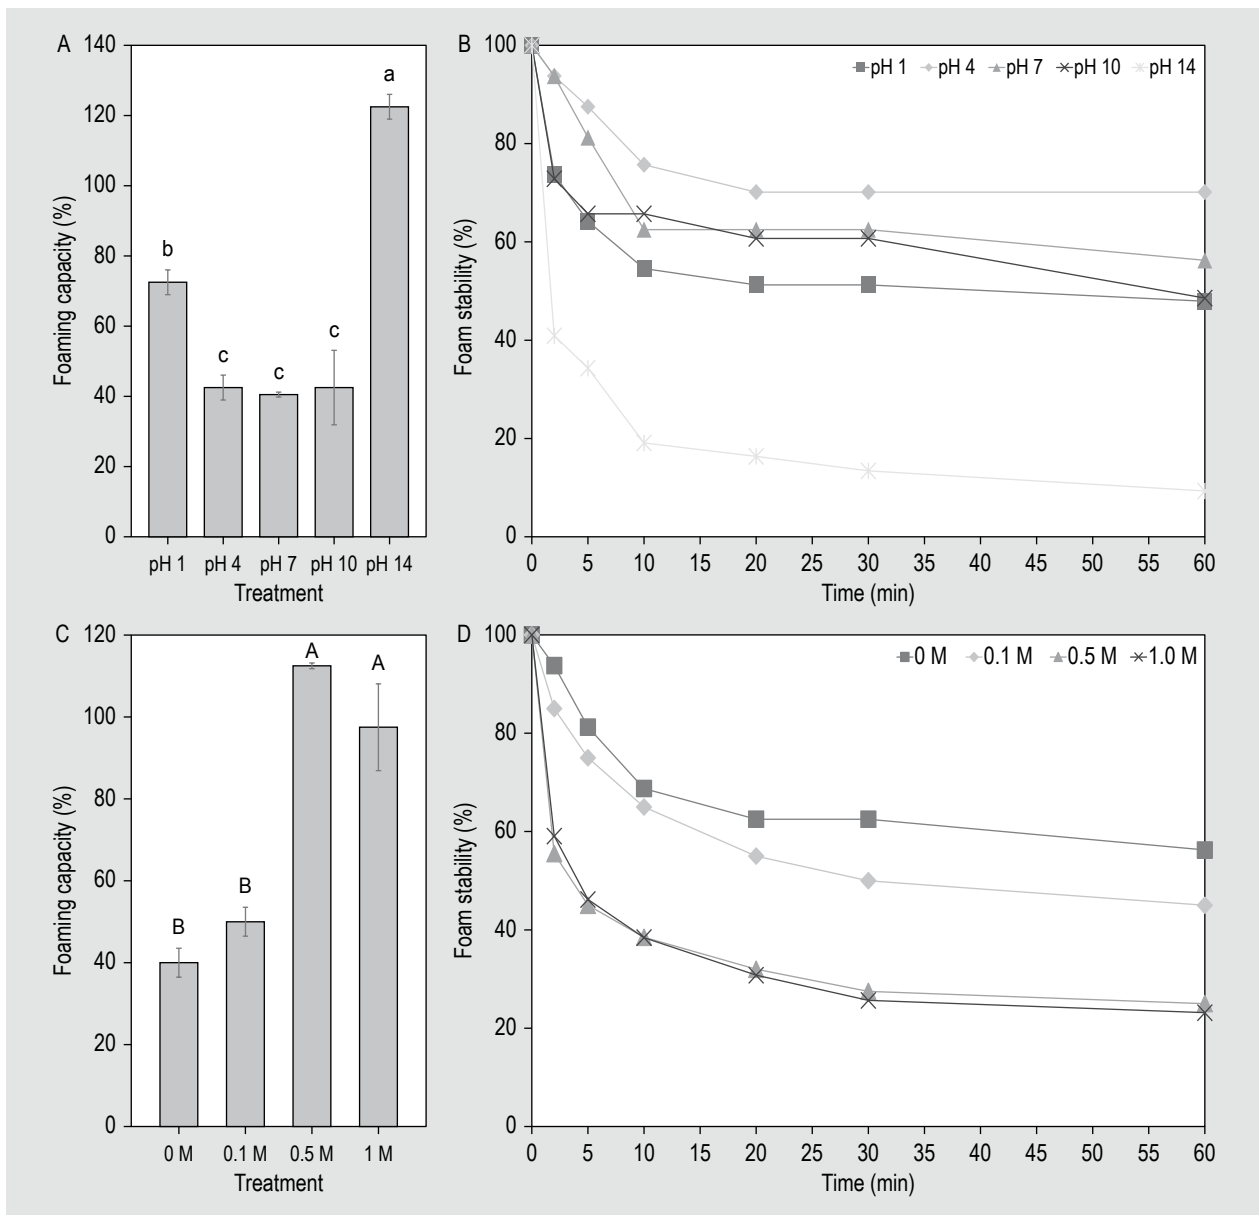 A
140
120
100
80
60
40
20
0
Foaming capacity (%)
b
c
c
c
a
pH 1 pH 4 pH 7 pH 10 pH 14
Treatment
B
100
80
60
40
20
0
Foam stability (%)
pH 1 pH 4 pH 7 pH 10 pH 14
0 5 10 15 20 25 30 35 40 45 50 55 60
Time (min)
C
120
100
80
60
40
20
0
Foaming capacity (%)
B
B
A
A
0 M 0.1 M 0.5 M 1 M
Treatment
D
100
80
60
40
20
0
Foam stability (%)
0 M 0.1 M 0.5 M 1.0 M
0 5 10 15 20 25 30 35 40 45 50 55 60
Time (min)